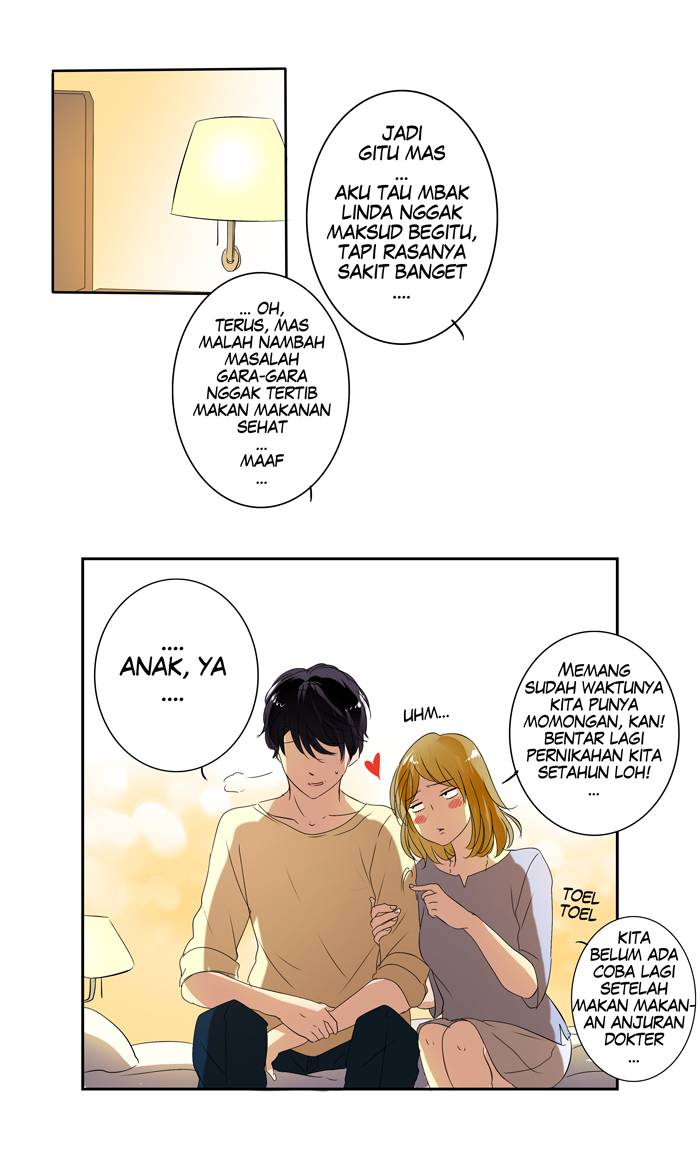 JADI
GITU MAS
...
AKU TAU MBAK
LINDA NGGAK
MAKSUD BEGITU,
TAPI RASANYA
SAKIT BANGET
....
... OH,
TERUS, MAS
MALAH NAMBAH
MASALAH
GARA-GARA
NGGAK TERTIB
MAKAN MAKANAN
SEHAT
...
MAAF
...
....
ANAK, YA
....
UHM...
MEMANG
SUDAH WAKTUNYA
KITA PUNYA
MOMONGAN, KAN!
BENTAR LAGI
PERNIKAHAN KITA
SETAHUN LOH!
...
TOEL
TOEL
KITA
BELUM ADA
COBA LAGI
SETELAH
MAKAN MAKAN-
AN ANJURAN
DOKTER
...